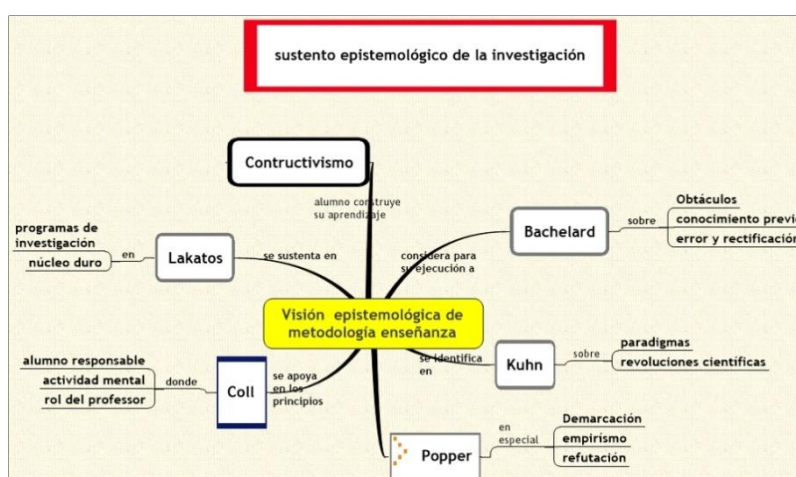 sustento epistemológico de la investigación
Contructivismo
alumno construye
su aprendizaje
Obtáculos
sobre
conocimiento previo
error y rectificación
Bachelard
considera para
su ejecución a
programas de
investigación
en
núcleo duro
Lakatos
se sustenta en
Visión epistemológica de
metodología enseñanza
alumno responsable
actividad mental
donde
rol del professor
Coll
se apoya
en los
principios
se identifica
en
Kuhn
sobre
paradigmas
revoluciones científicas
Popper
en
especial
Demarcación
empirísmo
refutación